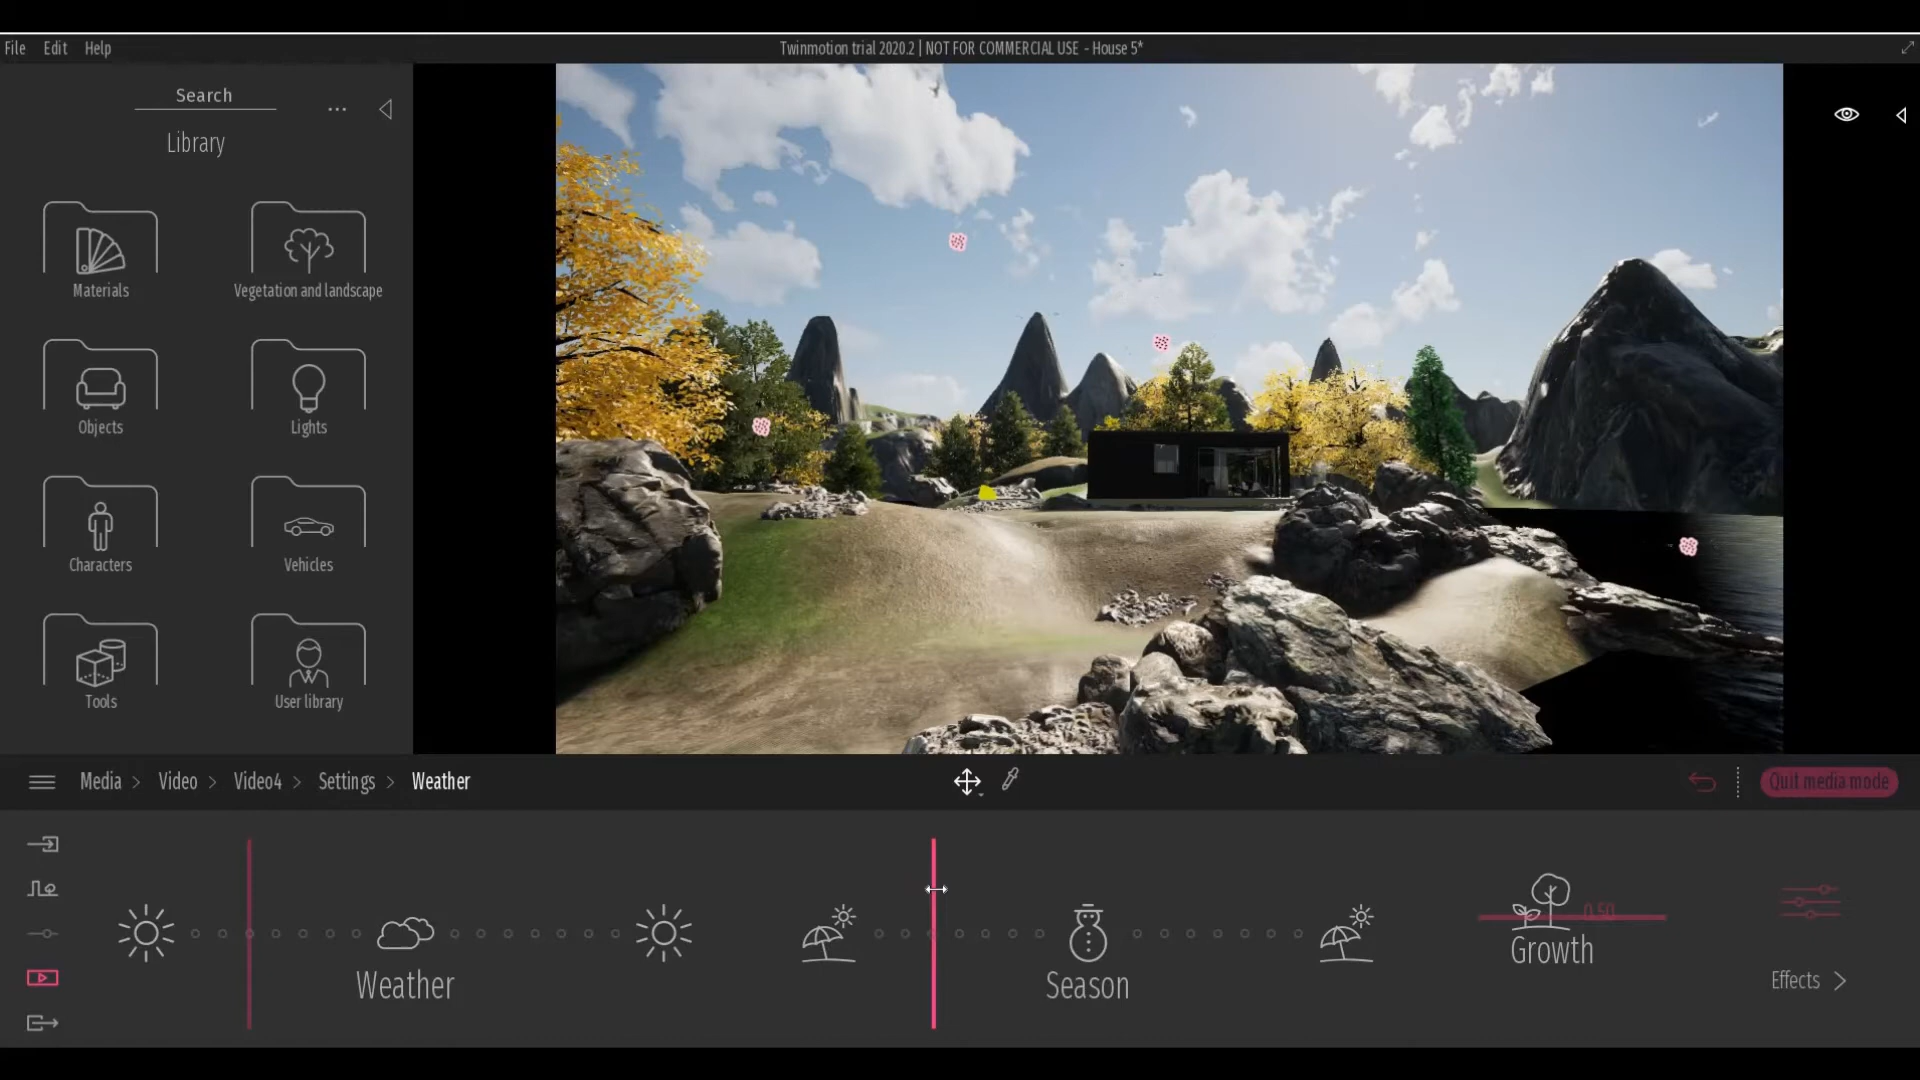 File Edit Help
Twinmotion trial 2020.2 | NOT FOR COMMERCIAL USE - House 5*
Search
...
Library
Materials
Vegetation and landscape
Objects
Lights
Characters
Vehicles
Tools
User library
Media > Video > Video4 > Settings > Weather
Quit media mode
0.50
Growth
Weather
Season
Effects >